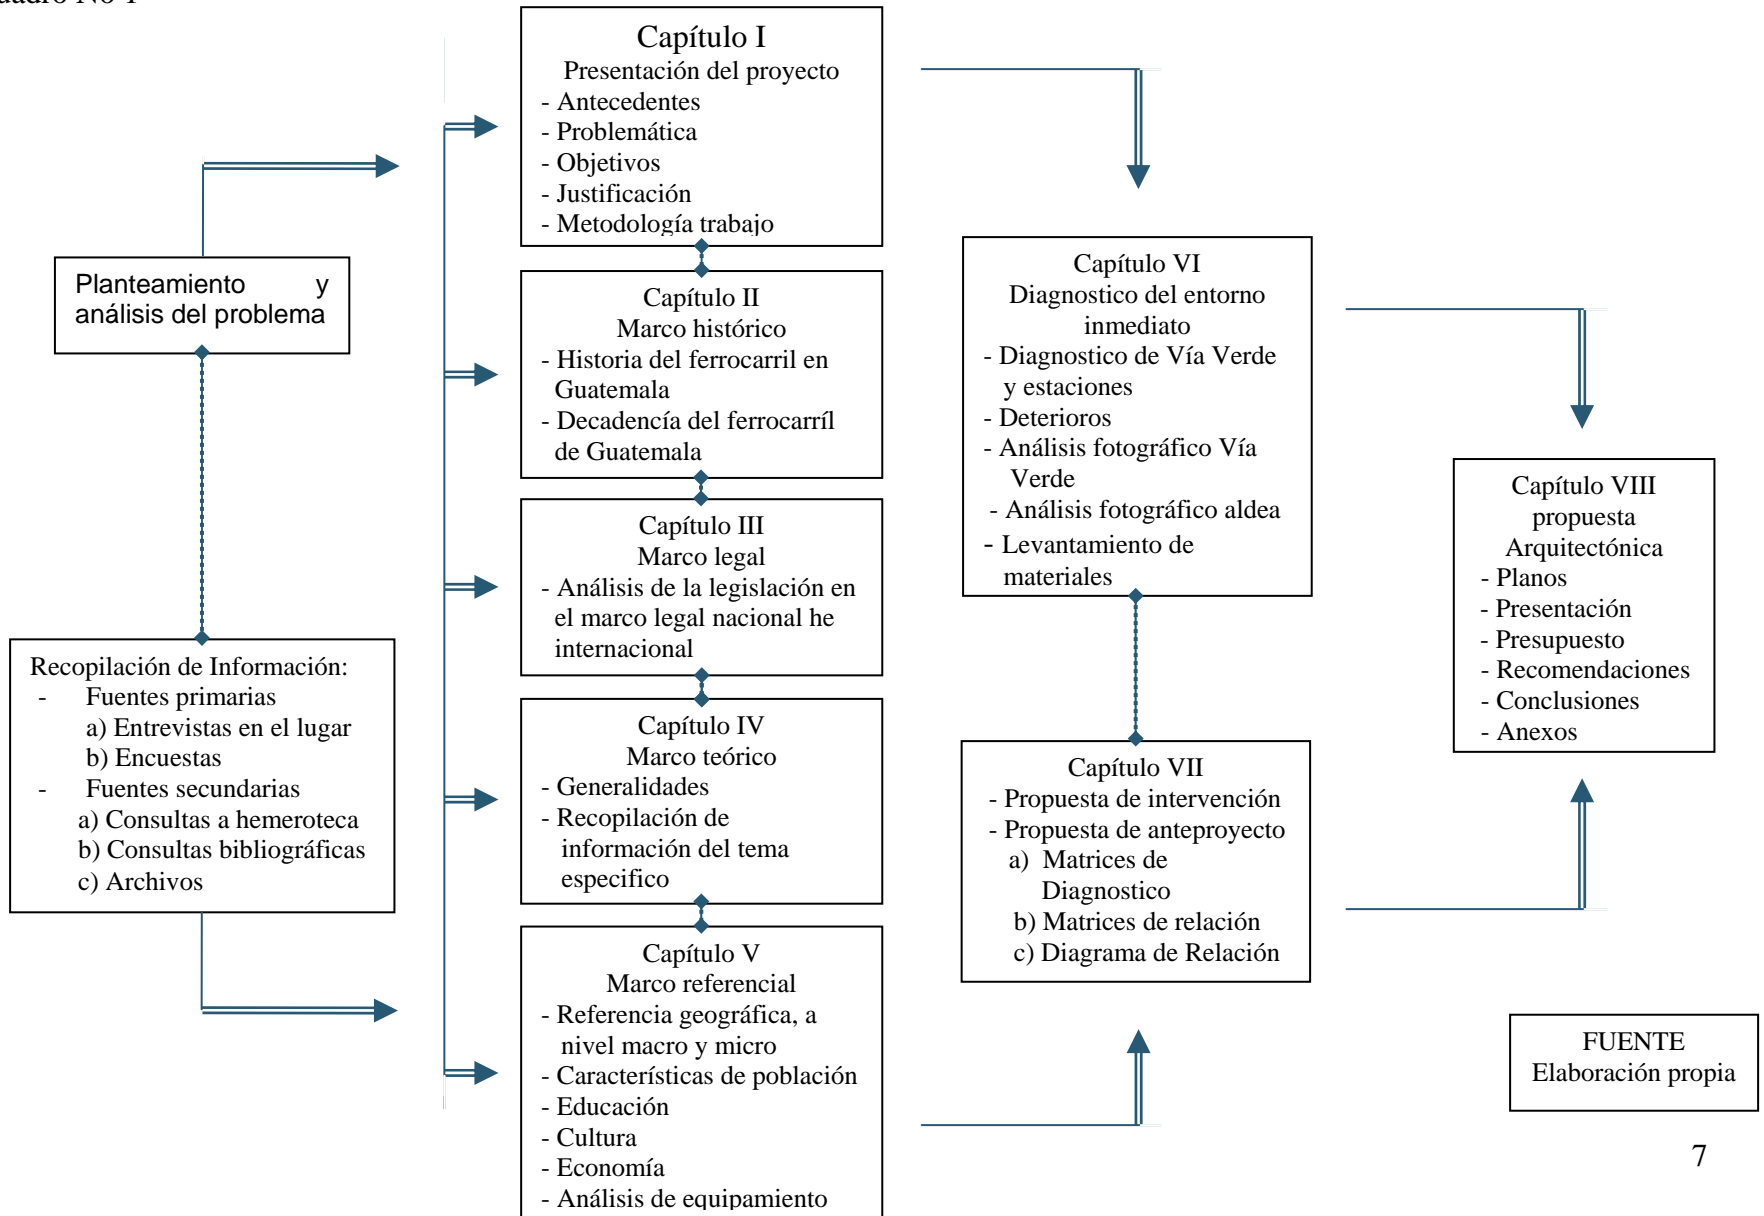 Cuadro No 1
Planteamiento y
análisis del problema
Recopilación de Información:
- Fuentes primarias
a) Entrevistas en el lugar
b) Encuestas
- Fuentes secundarias
a) Consultas a hemeroteca
b) Consultas bibliográficas
c) Archivos
Capítulo I
Presentación del proyecto
- Antecedentes
- Problemática
- Objetivos
- Justificación
- Metodología trabajo
Capítulo II
Marco histórico
- Historia del ferrocarril en
Guatemala
- Decadencía del ferrocarríl
de Guatemala
Capítulo III
Marco legal
- Análisis de la legislación en
el marco legal nacional he
internacional
Capítulo IV
Marco teórico
- Generalidades
- Recopilación de
información del tema
especifico
Capítulo V
Marco referencial
- Referencia geográfica, a
nivel macro y micro
- Características de población
- Educación
- Cultura
- Economía
- Análisis de equipamiento
Capítulo VI
Diagnostico del entorno
inmediato
- Diagnostico de Vía Verde
y estaciones
- Deterioros
- Análisis fotográfico Vía
Verde
- Análisis fotográfico aldea
- Levantamiento de
materiales
Capítulo VII
- Propuesta de intervención
- Propuesta de anteproyecto
a) Matrices de
Diagnostico
b) Matrices de relación
c) Diagrama de Relación
Capítulo VIII
propuesta
Arquitectónica
- Planos
- Presentación
- Presupuesto
- Recomendaciones
- Conclusiones
- Anexos
FUENTE
Elaboración propia
7